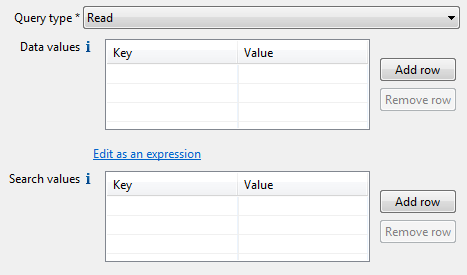 Query type * Read
Data values i Key Value Add row
Remove row
Edit as an expression
Search values i Key Value
Add row
Remove row